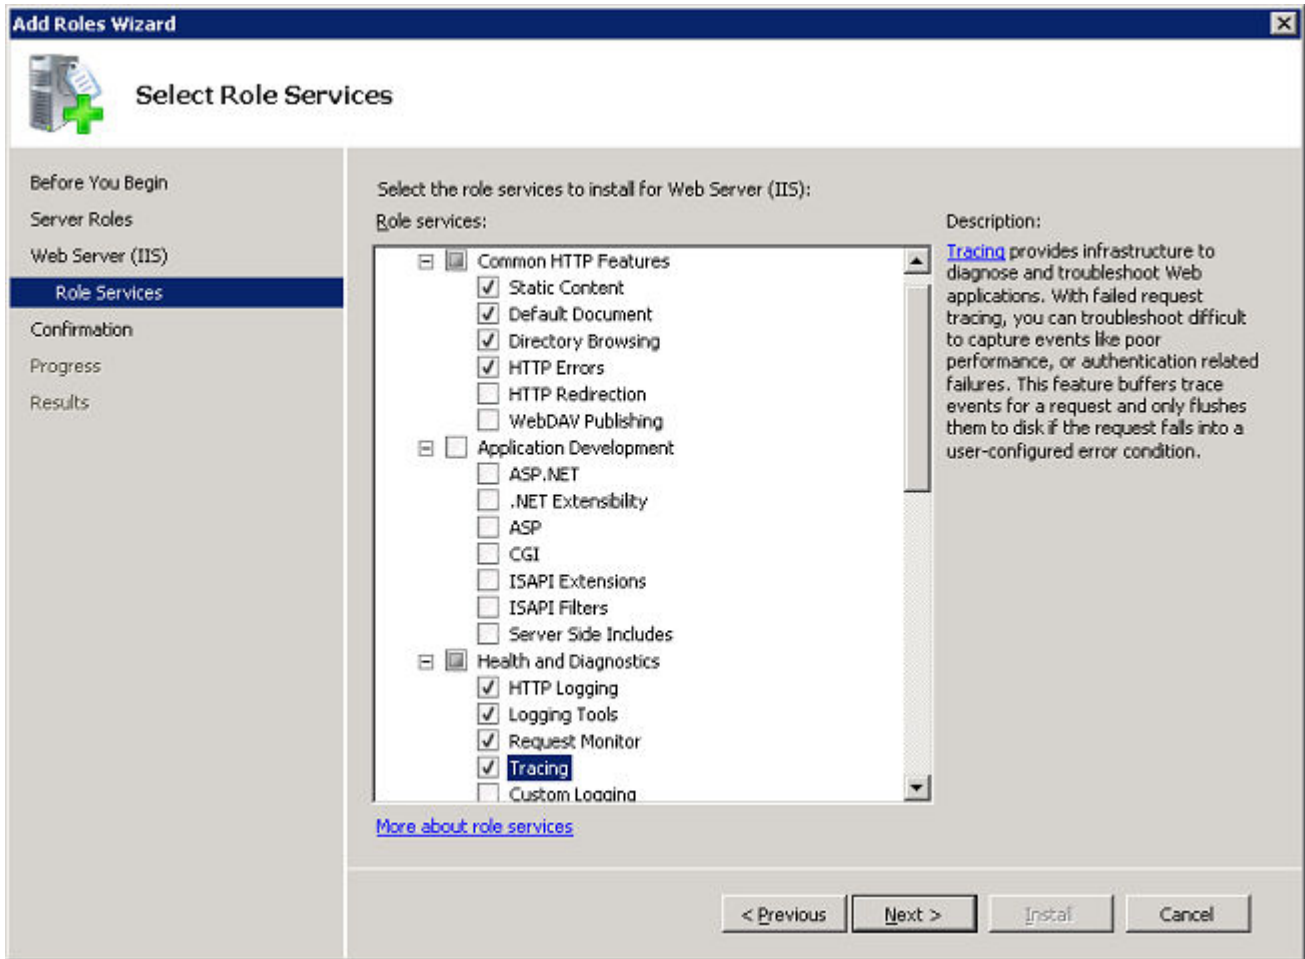 Add Roles Wizard
Select Role Services
Before You Begin
Server Roles
Web Server (IIS)
Role Services
Confirmation
Progress
Results
Select the role services to install for Web Server (IIS):
Role services:
Common HTTP Features
Static Content
Default Document
Directory Browsing
HTTP Errors
HTTP Redirection
WebDAV Publishing
Application Development
ASP.NET
.NET Extensibility
ASP
CGI
ISAPI Extensions
ISAPI Filters
Server Side Includes
Health and Diagnostics
HTTP Logging
Logging Tools
Request Monitor
Tracing
Custom Logging
More about role services
Description:
Tracing provides infrastructure to
diagnose and troubleshoot Web
applications. With failed request
tracing, you can troubleshoot difficult
to capture events like poor
performance, or authentication related
failures. This feature buffers trace
events for a request and only flushes
them to disk if the request falls into a
user-configured error condition.
< Previous
Next >
Install
Cancel